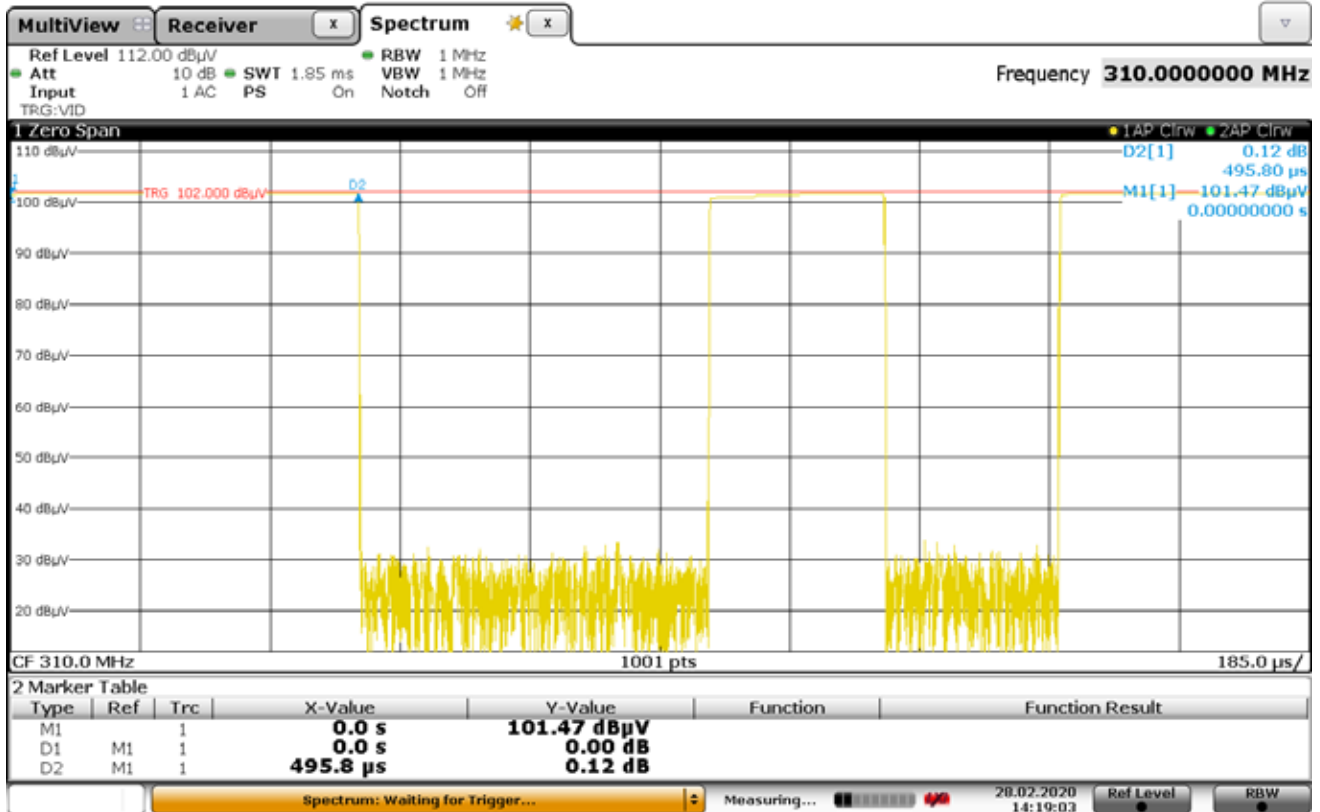 MultiView Receiver X Spectrum X
Ref Level 112.00 dBµV RBW 1 MHz
Att 10 dB SWT 1.85 ms VBW 1 MHz Frequency 310.0000000 MHz
Input 1 AC PS On Notch Off
TRG:VID
1 Zero Span 1AP Clrw 2AP Clrw
110 dBµV D2[1] 0.12 dB
495.80 µs
TRG 102.000 dBµV D2 M1[1] 101.47 dBµV
100 dBµV 0.00000000 s
90 dBµV
80 dBµV
70 dBµV
60 dBµV
50 dBµV
40 dBµV
30 dBµV
20 dBµV
CF 310.0 MHz 1001 pts 185.0 µs/
2 Marker Table
Type Ref Trc X-Value Y-Value Function Function Result
M1 1 0.0 s 101.47 dBµV
D1 M1 1 0.0 s 0.00 dB
D2 M1 1 495.8 µs 0.12 dB
Spectrum: Waiting for Trigger... Measuring... 28.02.2020 Ref Level RBW
14:19:03